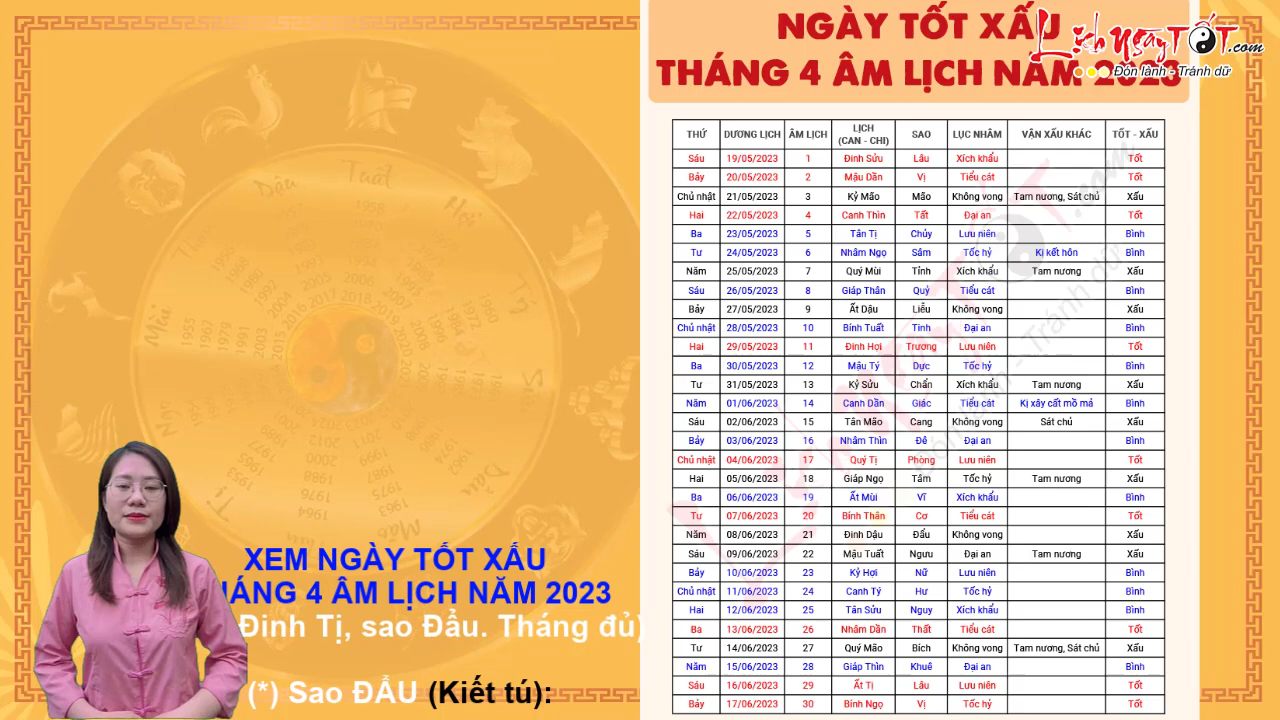 NGÀY TỐT XẤU
THÁNG 4 ÂM LỊCH NĂM 2023
LịchNgàyTỐT.com
Đón lành - Tránh dữ
THỨ DƯƠNG LỊCH ÂM LỊCH LỊCH (CAN - CHI) SAO LỤC NHÂM VẬN XẤU KHÁC TỐT - XẤU
Sáu 19/05/2023 1 Đinh Sửu Lâu Xích khẩu Tốt
Bảy 20/05/2023 2 Mậu Dần Vị Tiểu cát Tốt
Chủ nhật 21/05/2023 3 Kỷ Mão Mão Không vong Tam nương, Sát chủ Xấu
Hai 22/05/2023 4 Canh Thìn Tất Đại an Tốt
Ba 23/05/2023 5 Tân Tị Chủy Lưu niên Bình
Tư 24/05/2023 6 Nhâm Ngọ Sâm Tốc hỷ Kị kết hôn Bình
Năm 25/05/2023 7 Quý Mùi Tỉnh Xích khẩu Tam nương Xấu
Sáu 26/05/2023 8 Giáp Thân Quỷ Tiểu cát Bình
Bảy 27/05/2023 9 Ất Dậu Liễu Không vong Xấu
Chủ nhật 28/05/2023 10 Bính Tuất Tinh Đại an Bình
Hai 29/05/2023 11 Đinh Hợi Trương Lưu niên Tốt
Ba 30/05/2023 12 Mậu Tý Dực Tốc hỷ Bình
Tư 31/05/2023 13 Kỷ Sửu Chẩn Xích khẩu Tam nương Xấu
Năm 01/06/2023 14 Canh Dần Giác Tiểu cát Kị xây cất mồ mả Bình
Sáu 02/06/2023 15 Tân Mão Cang Không vong Sát chủ Xấu
Bảy 03/06/2023 16 Nhâm Thìn Đê Đại an Bình
Chủ nhật 04/06/2023 17 Quý Tị Phòng Lưu niên Tốt
Hai 05/06/2023 18 Giáp Ngọ Tâm Tốc hỷ Tam nương Xấu
Ba 06/06/2023 19 Ất Mùi Vĩ Xích khẩu Bình
Tư 07/06/2023 20 Bính Thân Cơ Tiểu cát Tốt
Năm 08/06/2023 21 Đinh Dậu Đẩu Không vong Xấu
Sáu 09/06/2023 22 Mậu Tuất Ngưu Đại an Tam nương Xấu
Bảy 10/06/2023 23 Kỷ Hợi Nữ Lưu niên Bình
Chủ nhật 11/06/2023 24 Canh Tý Hư Tốc hỷ Bình
Hai 12/06/2023 25 Tân Sửu Nguy Xích khẩu Bình
Ba 13/06/2023 26 Nhâm Dần Thất Tiểu cát Tốt
Tư 14/06/2023 27 Quý Mão Bích Không vong Tam nương, Sát chủ Xấu
Năm 15/06/2023 28 Giáp Thìn Khuê Đại an Bình
Sáu 16/06/2023 29 Ất Tị Lâu Lưu niên Tốt
Bảy 17/06/2023 30 Bính Ngọ Vị Tốc hỷ Tốt
XEM NGÀY TỐT XẤU
HÁNG 4 ÂM LỊCH NĂM 2023
Đinh Tị, sao Đẩu. Tháng đủ)
(*) Sao ĐẨU (Kiết tú):